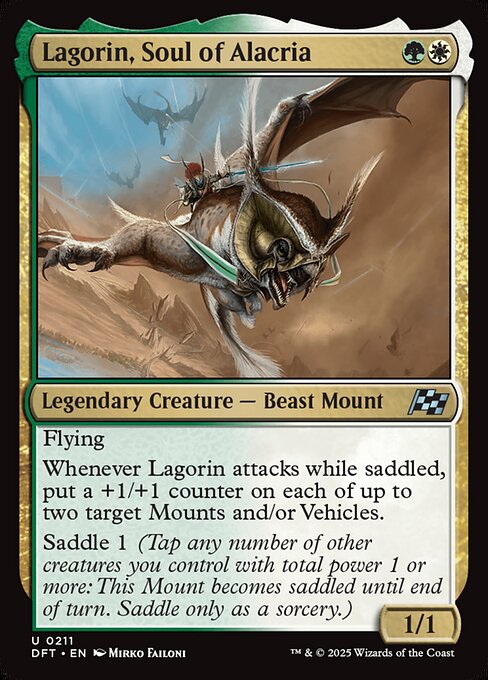 Lagorin, Soul of Alacria
Legendary Creature — Beast Mount
Flying
Whenever Lagorin attacks while saddled,
put a +1/+1 counter on each of up to
two target Mounts and/or Vehicles.
Saddle 1 (Tap any number of other
creatures you control with total power 1 or
more: This Mount becomes saddled until end
of turn. Saddle only as a sorcery.)
1/1
U 0211
DFT • EN Mirko Failoni
™ & © 2025 Wizards of the Coast